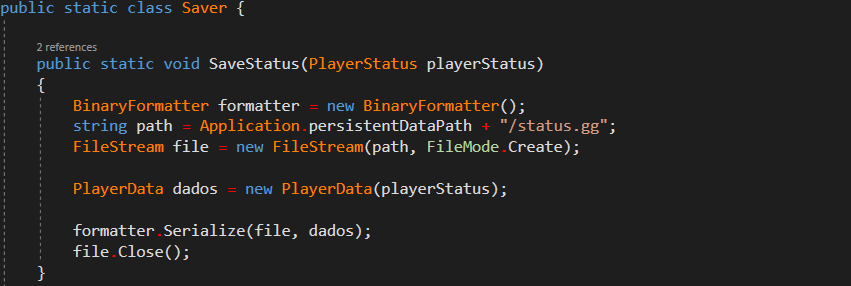 public static class Saver {
2 references
public static void SaveStatus(PlayerStatus playerStatus)
{
BinaryFormatter formatter = new BinaryFormatter();
string path = Application.persistentDataPath + "/status.gg";
FileStream file = new FileStream(path, FileMode.Create);
PlayerData dados = new PlayerData(playerStatus);
formatter.Serialize(file, dados);
file.Close();
}